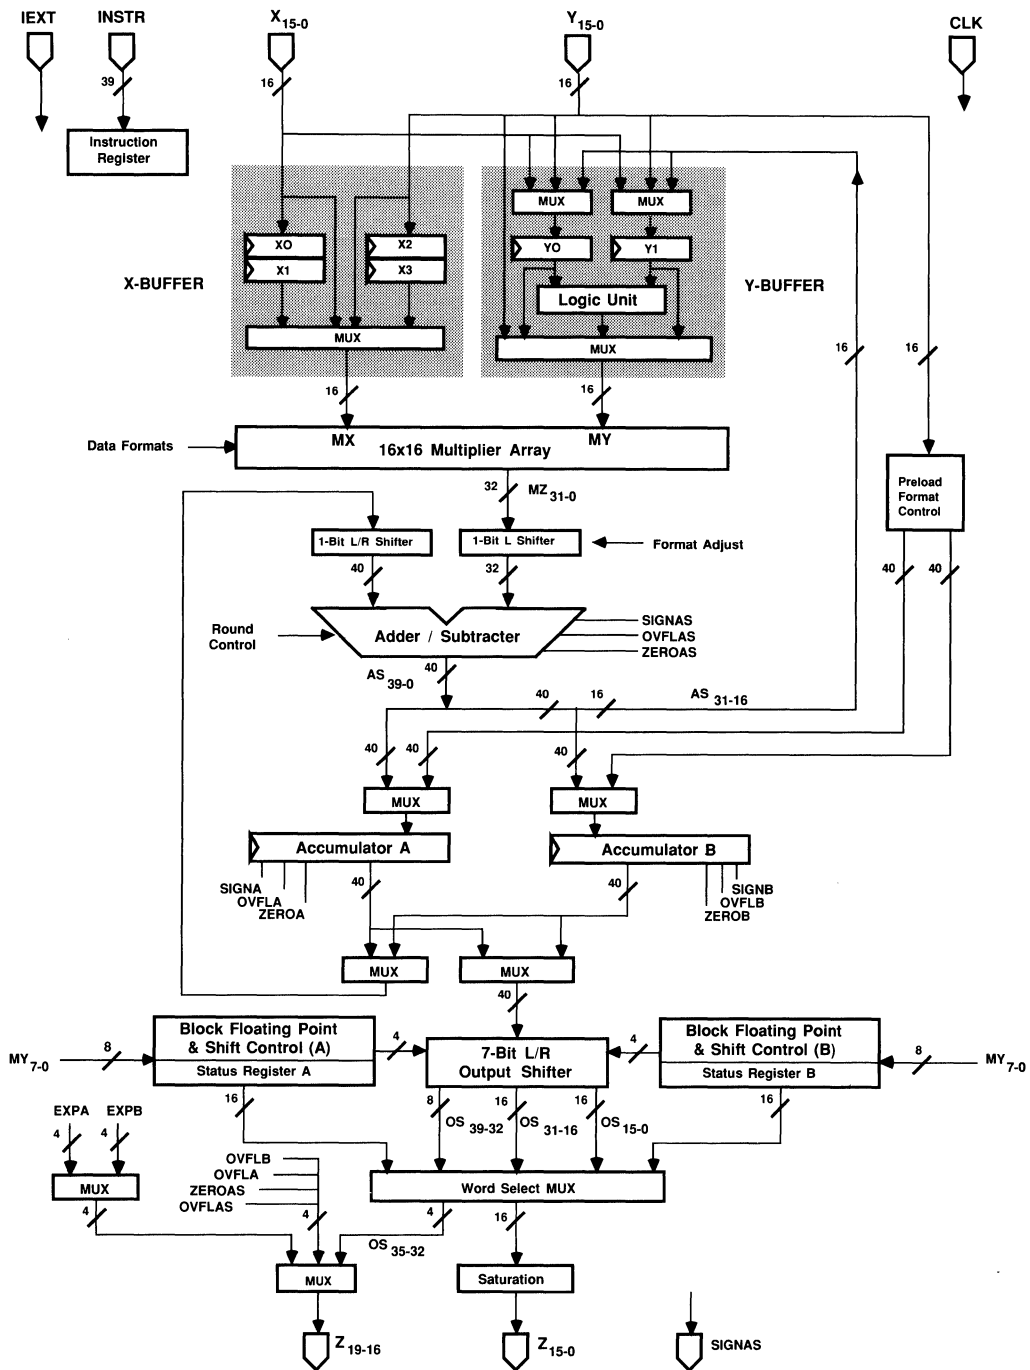 IEXT
INSTR
X15-0
Y15-0
CLK
39
16
16
Instruction
Register
X-BUFFER
MUX
MUX
X0
X1
X2
X3
Y0
Y1
Y-BUFFER
Logic Unit
MUX
MUX
16
16
16
16
Data Formats
MX
MY
16x16 Multiplier Array
32
MZ31-0
Preload
Format
Control
1-Bit L/R Shifter
1-Bit L Shifter
Format Adjust
40
32
40
40
Round
Control
Adder / Subtracter
SIGNAS
OVFLAS
ZEROAS
AS39-0
40
40
16
AS31-16
40
40
40
MUX
MUX
Accumulator A
Accumulator B
SIGNA
OVFLA
ZEROA
40
40
SIGNB
OVFLB
ZEROB
MUX
MUX
40
MY7-0
8
Block Floating Point
& Shift Control (A)
Status Register A
4
7-Bit L/R
Output Shifter
4
Block Floating Point
& Shift Control (B)
Status Register B
8
MY7-0
16
8
OS39-32
16
OS31-16
16
OS15-0
16
EXPA
EXPB
4
4
MUX
4
OVFLB
OVFLA
ZEROAS
OVFLAS
4
Word Select MUX
4
16
OS35-32
MUX
Saturation
Z19-16
Z15-0
SIGNAS